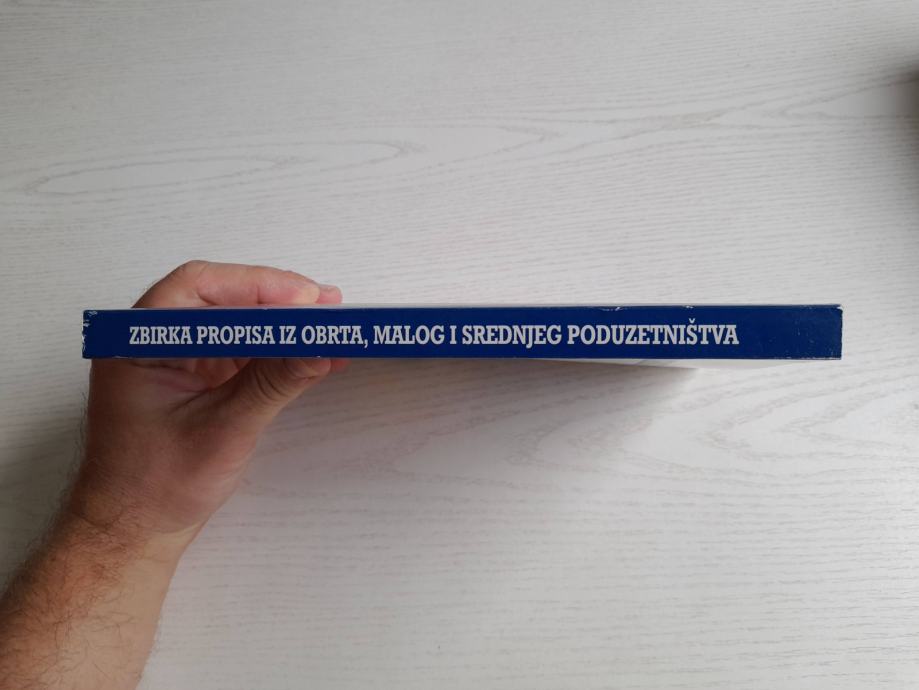 ZBIRKA PROPISA IZ OBRTA, MALOG I SREDNJEG PODUZETNIŠTVA